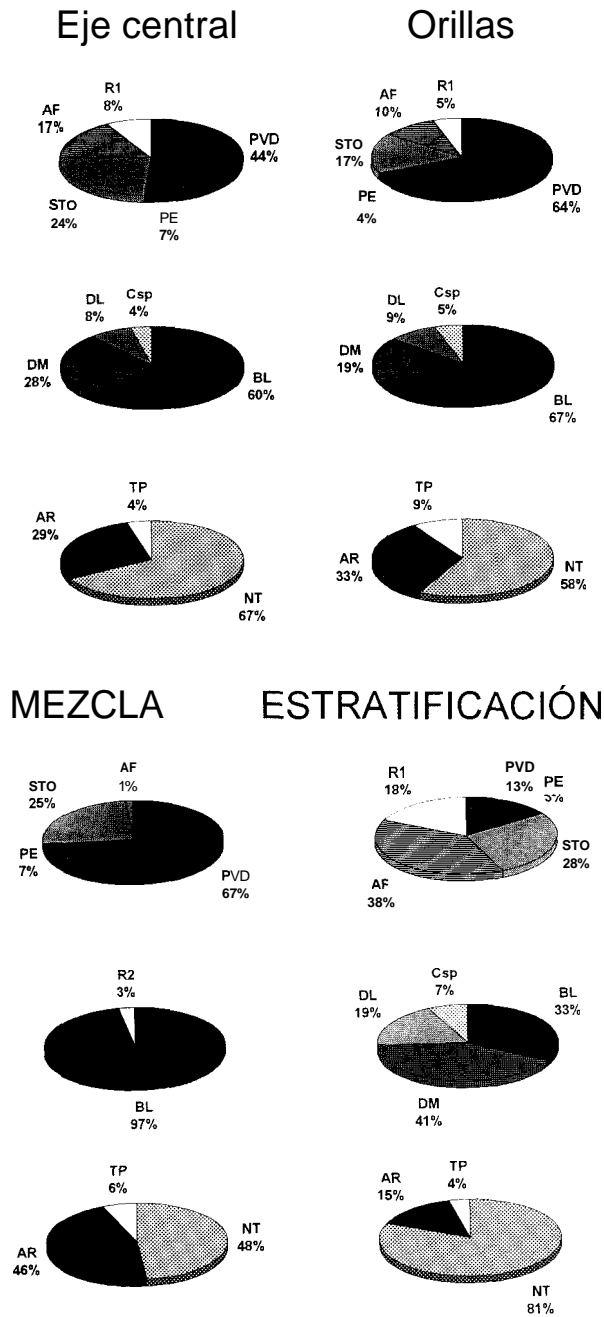 Eje central Orillas
R1
8%
AF
17%
PVD
44%
STO
24%
PE
7%
R1
5%
AF
10%
STO
17%
PE
4%
PVD
64%
Csp
4%
DL
8%
DM
28%
BL
60%
Csp
5%
DL
9%
DM
19%
BL
67%
TP
4%
AR
29%
NT
67%
TP
9%
AR
33%
NT
58%
MEZCLA ESTRATIFICACIÓN
AF
1%
STO
25%
PE
7%
PVD
67%
R1
18%
PVD
13%
PE
STO
28%
AF
38%
R2
3%
BL
97%
Csp
7%
DL
19%
BL
33%
DM
41%
TP
6%
AR
46%
NT
48%
TP
4%
AR
15%
NT
81%